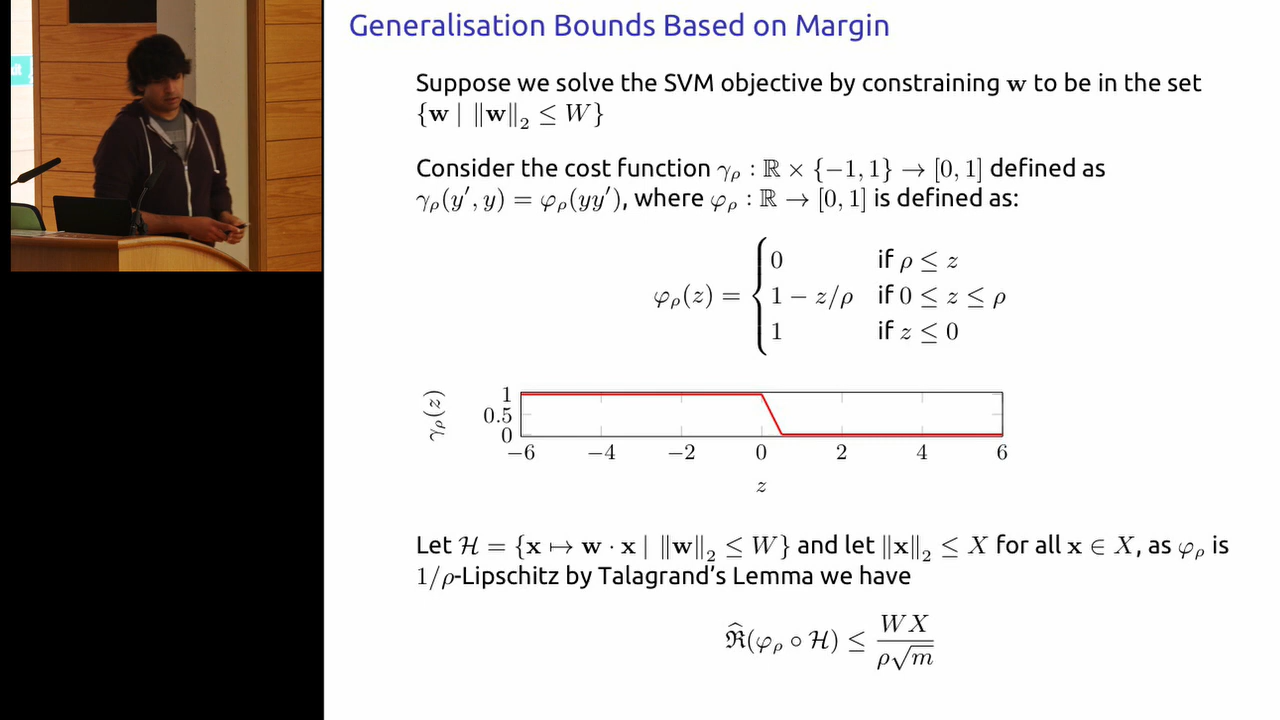 Generalisation Bounds Based on Margin
Suppose we solve the SVM objective by constraining w to be in the set
{w | ‖w‖₂ ≤ W}
Consider the cost function γ_ρ : ℝ × {−1, 1} → [0, 1] defined as
γ_ρ(y′, y) = φ_ρ(yy′), where φ_ρ : ℝ → [0, 1] is defined as:
φ_ρ(z) = { 0 if ρ ≤ z
1 − z/ρ if 0 ≤ z ≤ ρ
1 if z ≤ 0
γ_ρ(z)
1
0.5
0
−6 −4 −2 0 2 4 6
z
Let ℋ = {x ↦ w · x | ‖w‖₂ ≤ W} and let ‖x‖₂ ≤ X for all x ∈ X, as φ_ρ is
1/ρ-Lipschitz by Talagrand’s Lemma we have
ℜ̂(φ_ρ ∘ ℋ) ≤ WX / ρ√m